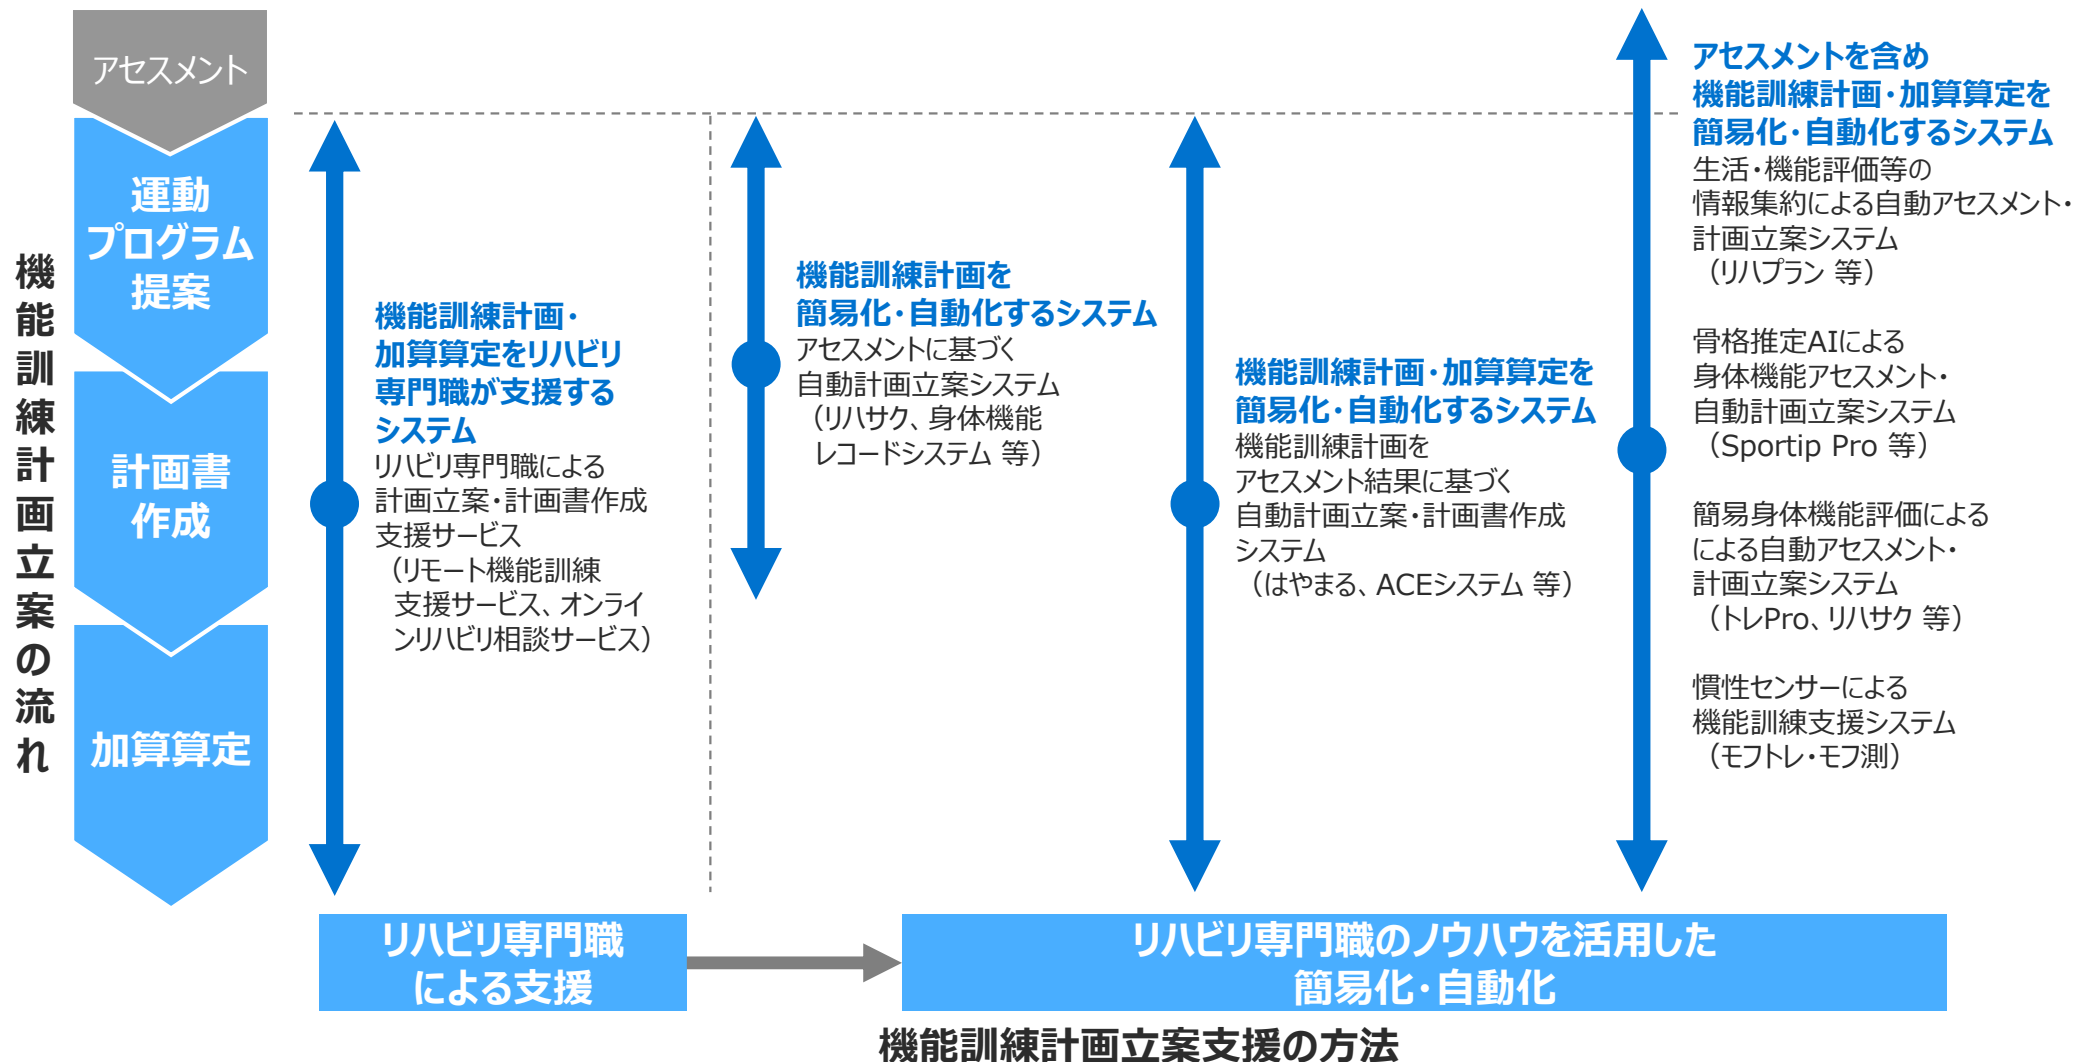 機能訓練計画立案の流れ
アセスメント
運動
プログラム
提案
計画書
作成
加算算定
機能訓練計画・
加算算定をリハビリ
専門職が支援する
システム
リハビリ専門職による
計画立案・計画書作成
支援サービス
（リモート機能訓練
支援サービス、オンライ
ンリハビリ相談サービス）
機能訓練計画を
簡易化・自動化するシステム
アセスメントに基づく
自動計画立案システム
（リハサク、身体機能
レコードシステム 等）
機能訓練計画・加算算定を
簡易化・自動化するシステム
機能訓練計画を
アセスメント結果に基づく
自動計画立案・計画書作成
システム
（はやまる、ACEシステム 等）
アセスメントを含め
機能訓練計画・加算算定を
簡易化・自動化するシステム
生活・機能評価等の
情報集約による自動アセスメント・
計画立案システム
（リハプラン 等）
骨格推定AIによる
身体機能アセスメント・
自動計画立案システム
（Sportip Pro 等）
簡易身体機能評価による
による自動アセスメント・
計画立案システム
（トレPro、リハサク 等）
慣性センサーによる
機能訓練支援システム
（モフトレ・モフ測）
リハビリ専門職
による支援
リハビリ専門職のノウハウを活用した
簡易化・自動化
機能訓練計画立案支援の方法